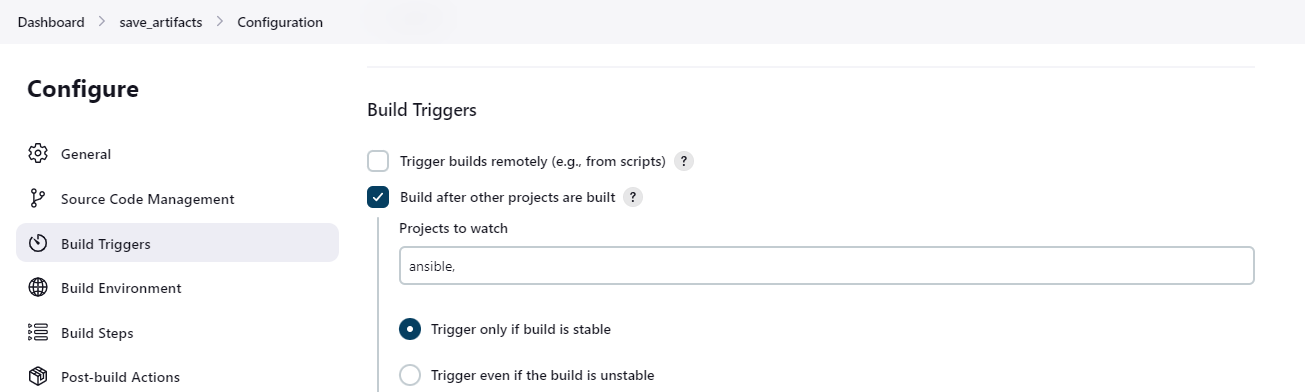 Dashboard > save_artifacts > Configuration
Configure
General
Source Code Management
Build Triggers
Build Environment
Build Steps
Post-build Actions
Build Triggers
Trigger builds remotely (e.g., from scripts) ?
Build after other projects are built ?
Projects to watch
ansible,
Trigger only if build is stable
Trigger even if the build is unstable